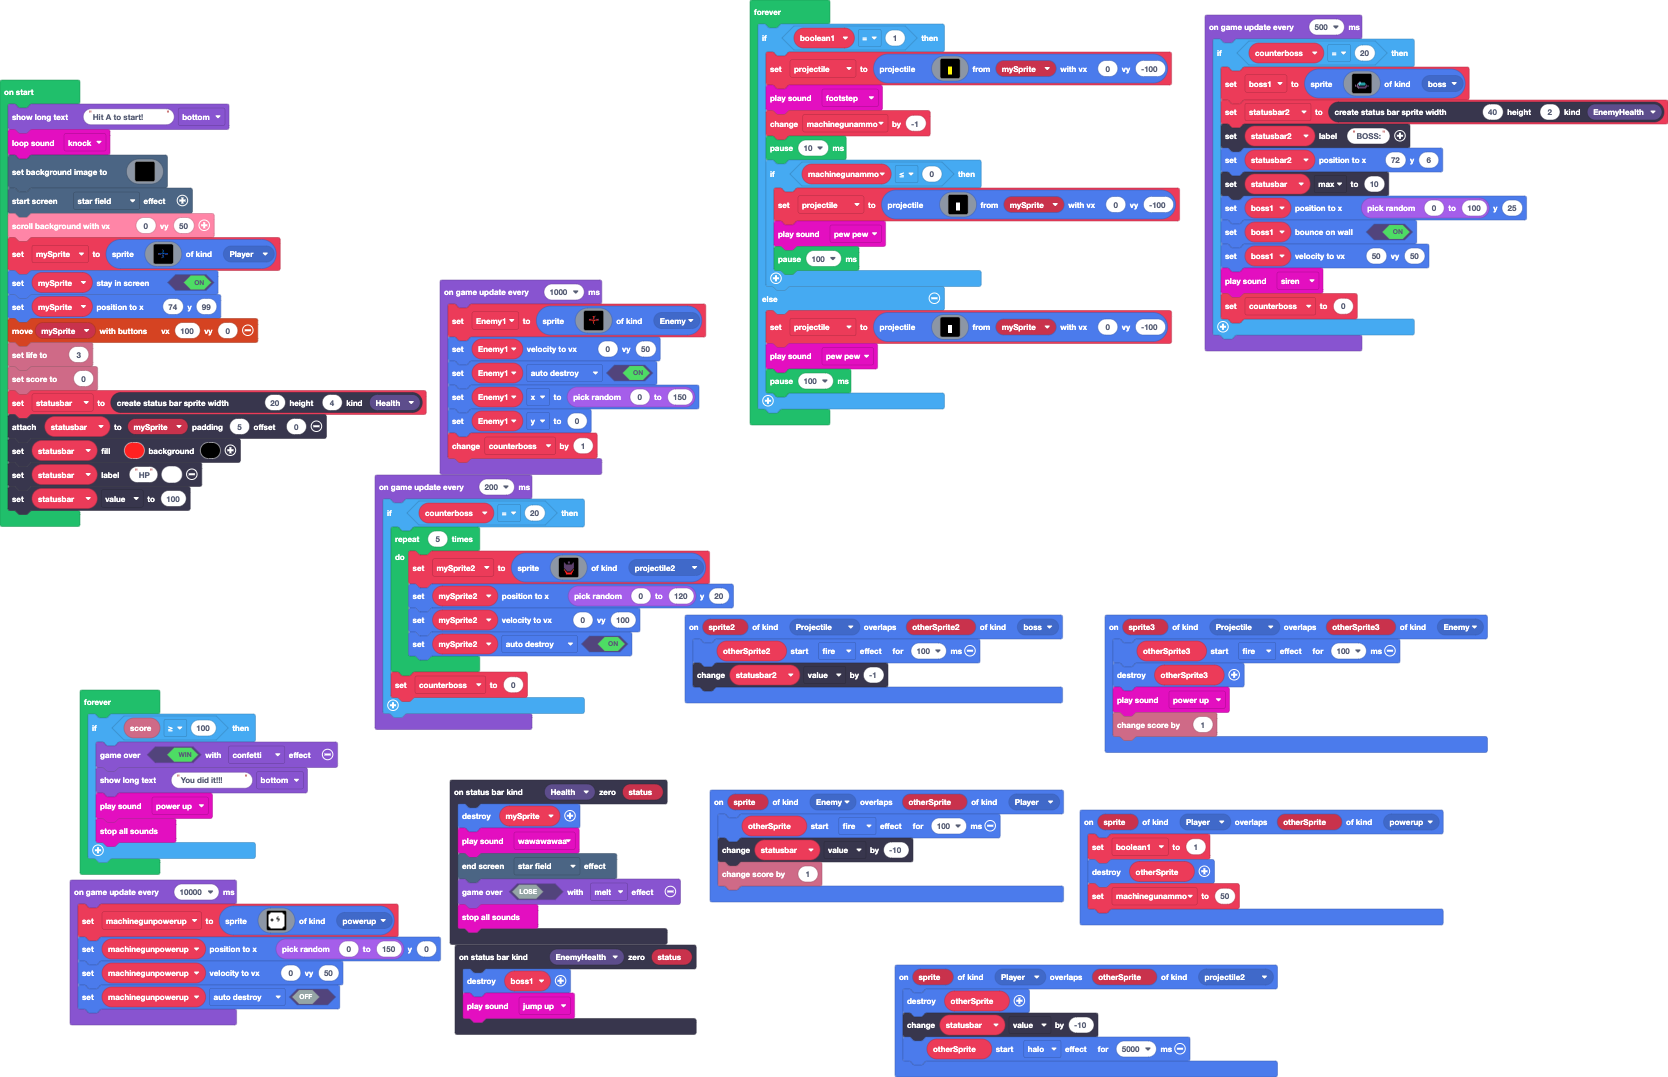 on start
show long text "Hit A to start!" bottom
loop sound knock
set background image to
start screen star field effect
scroll background with vx 0 vy 50
set mySprite to sprite of kind Player
set mySprite stay in screen ON
set mySprite position to x 74 y 99
move mySprite with buttons vx 100 vy 0
set life to 3
set score to 0
set statusbar to create status bar sprite width 20 height 4 kind Health
attach statusbar to mySprite padding 5 offset 0
set statusbar fill background
set statusbar label "HP"
set statusbar value to 100
on game update every 1000 ms
set Enemy1 to sprite of kind Enemy
set Enemy1 velocity to vx 0 vy 50
set Enemy1 auto destroy ON
set Enemy1 x to pick random 0 to 150
set Enemy1 y to 0
change counterboss by 1
on game update every 200 ms
if counterboss = 20 then
repeat 5 times
do
set mySprite2 to sprite of kind projectile2
set mySprite2 position to x pick random 0 to 120 y 20
set mySprite2 velocity to vx 0 vy 100
set mySprite2 auto destroy ON
set counterboss to 0
forever
if boolean1 = 1 then
set projectile to projectile from mySprite with vx 0 vy -100
play sound footstep
change machinegunammo by -1
pause 10 ms
if machinegunammo ≤ 0 then
set projectile to projectile from mySprite with vx 0 vy -100
play sound pew pew
pause 100 ms
else
set projectile to projectile from mySprite with vx 0 vy -100
play sound pew pew
pause 100 ms
on game update every 500 ms
if counterboss = 20 then
set boss1 to sprite of kind boss
set statusbar2 to create status bar sprite width 40 height 2 kind EnemyHealth
set statusbar2 label "BOSS:"
set statusbar2 position to x 72 y 6
set statusbar max to 10
set boss1 position to x pick random 0 to 100 y 25
set boss1 bounce on wall ON
set boss1 velocity to vx 50 vy 50
play sound siren
set counterboss to 0
on sprite2 of kind Projectile overlaps otherSprite2 of kind boss
otherSprite2 start fire effect for 100 ms
change statusbar2 value by -1
on sprite3 of kind Projectile overlaps otherSprite3 of kind Enemy
otherSprite3 start fire effect for 100 ms
destroy otherSprite3
play sound power up
change score by 1
forever
if score ≥ 100 then
game over WIN with confetti effect
show long text "You did it!!!" bottom
play sound power up
stop all sounds
on game update every 10000 ms
set machinegunpowerup to sprite of kind powerup
set machinegunpowerup position to x pick random 0 to 150 y 0
set machinegunpowerup velocity to vx 0 vy 50
set machinegunpowerup auto destroy OFF
on status bar kind Health zero status
destroy mySprite
play sound wawawawaa
end screen star field effect
game over LOSE with melt effect
stop all sounds
on status bar kind EnemyHealth zero status
destroy boss1
play sound jump up
on sprite of kind Enemy overlaps otherSprite of kind Player
otherSprite start fire effect for 100 ms
change statusbar value by -10
change score by 1
on sprite of kind Player overlaps otherSprite of kind powerup
set boolean1 to 1
destroy otherSprite
set machinegunammo to 50
on sprite of kind Player overlaps otherSprite of kind projectile2
destroy otherSprite
change statusbar value by -10
otherSprite start halo effect for 5000 ms